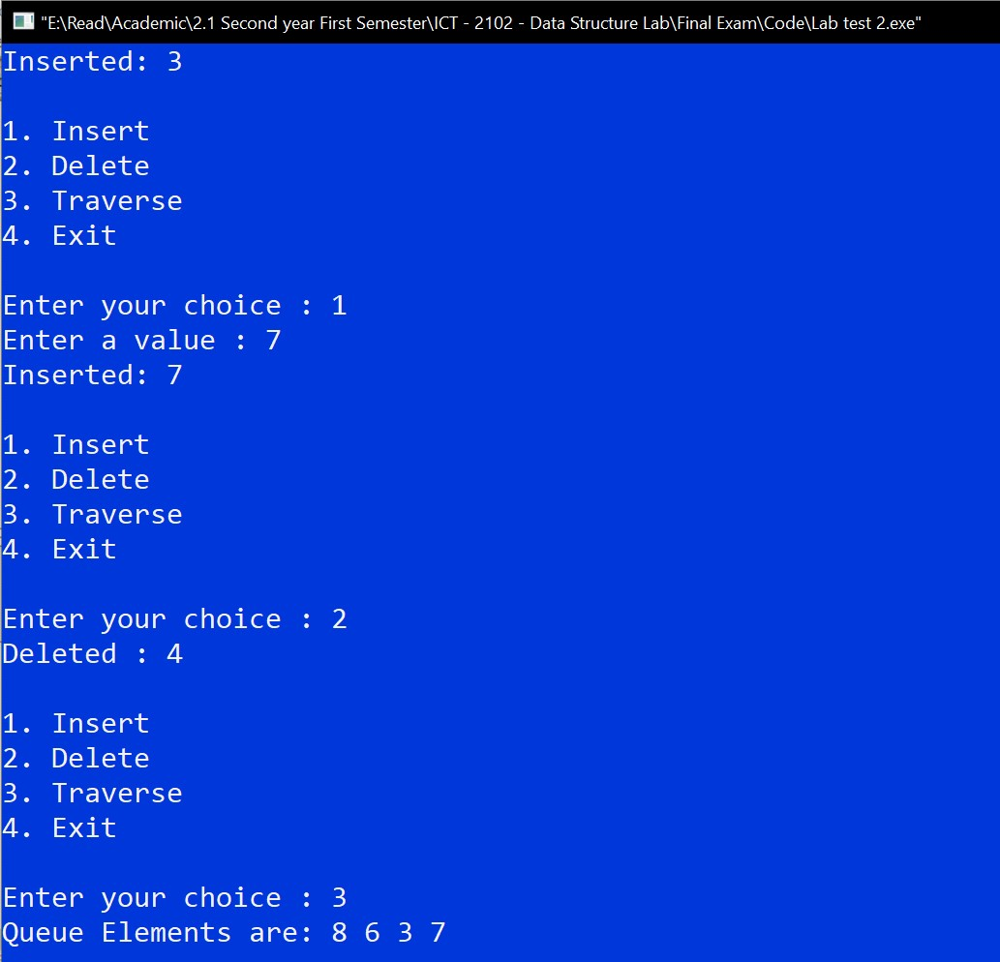 "E:\Read\Academic\2.1 Second year First Semester\ICT - 2102 - Data Structure Lab\Final Exam\Code\Lab test 2.exe"
Inserted: 3
1. Insert
2. Delete
3. Traverse
4. Exit
Enter your choice : 1
Enter a value : 7
Inserted: 7
1. Insert
2. Delete
3. Traverse
4. Exit
Enter your choice : 2
Deleted : 4
1. Insert
2. Delete
3. Traverse
4. Exit
Enter your choice : 3
Queue Elements are: 8 6 3 7